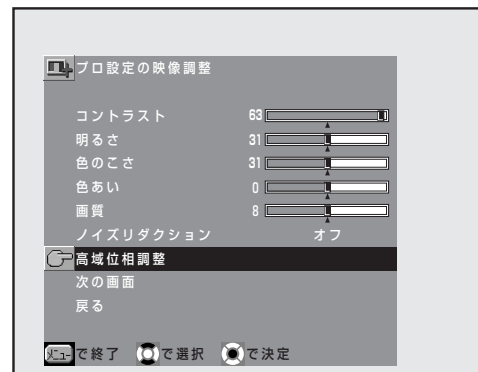 プロ設定の映像調整
コントラスト 63
明るさ 31
色のこさ 31
色あい 0
画質 8
ノイズリダクション オフ
高域位相調整
次の画面
戻る
メニューで終了 で選択 で決定